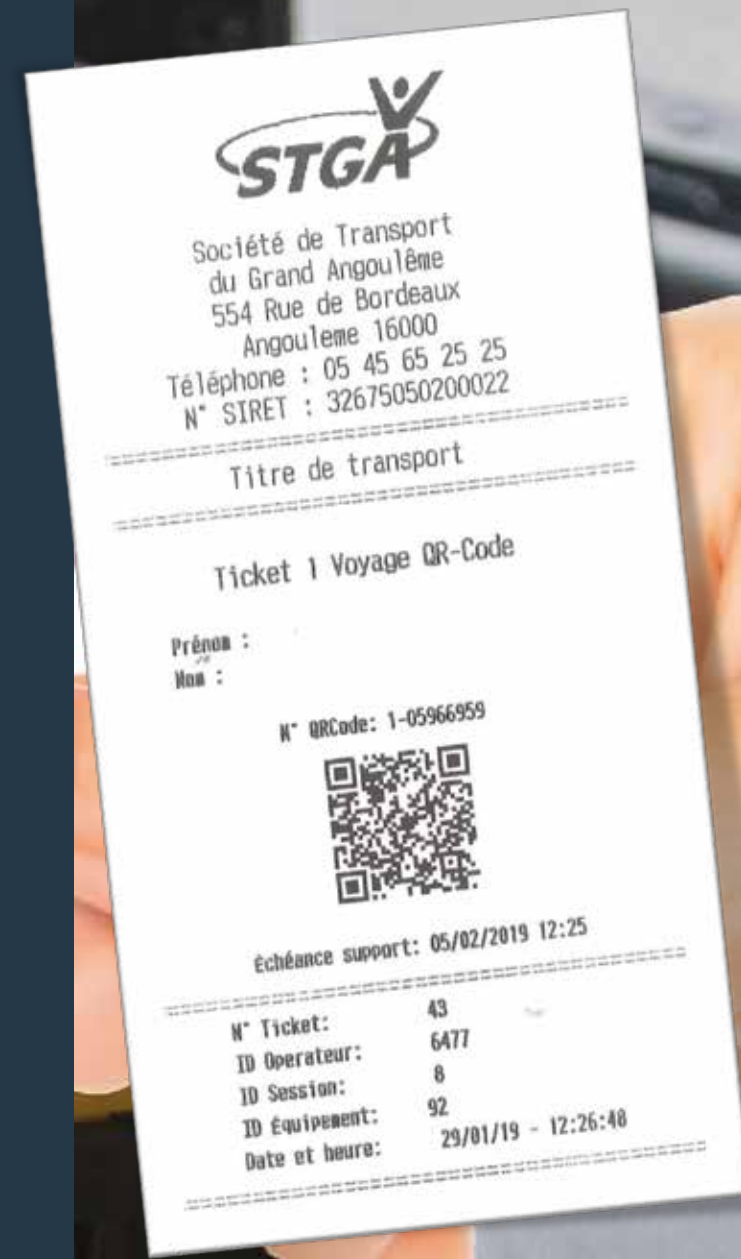 STGA
Société de Transport
du Grand Angoulême
554 Rue de Bordeaux
Angouleme 16000
Téléphone : 05 45 65 25 25
N° SIRET : 32675050200022
Titre de transport
Ticket 1 Voyage QR-Code
Prénom :
Nom :
N° QRCode: 1-05966959
Échéance support: 05/02/2019 12:25
N° Ticket: 43
ID Operateur: 6477
ID Session: 8
ID Équipement: 92
Date et heure: 29/01/19 - 12:26:48